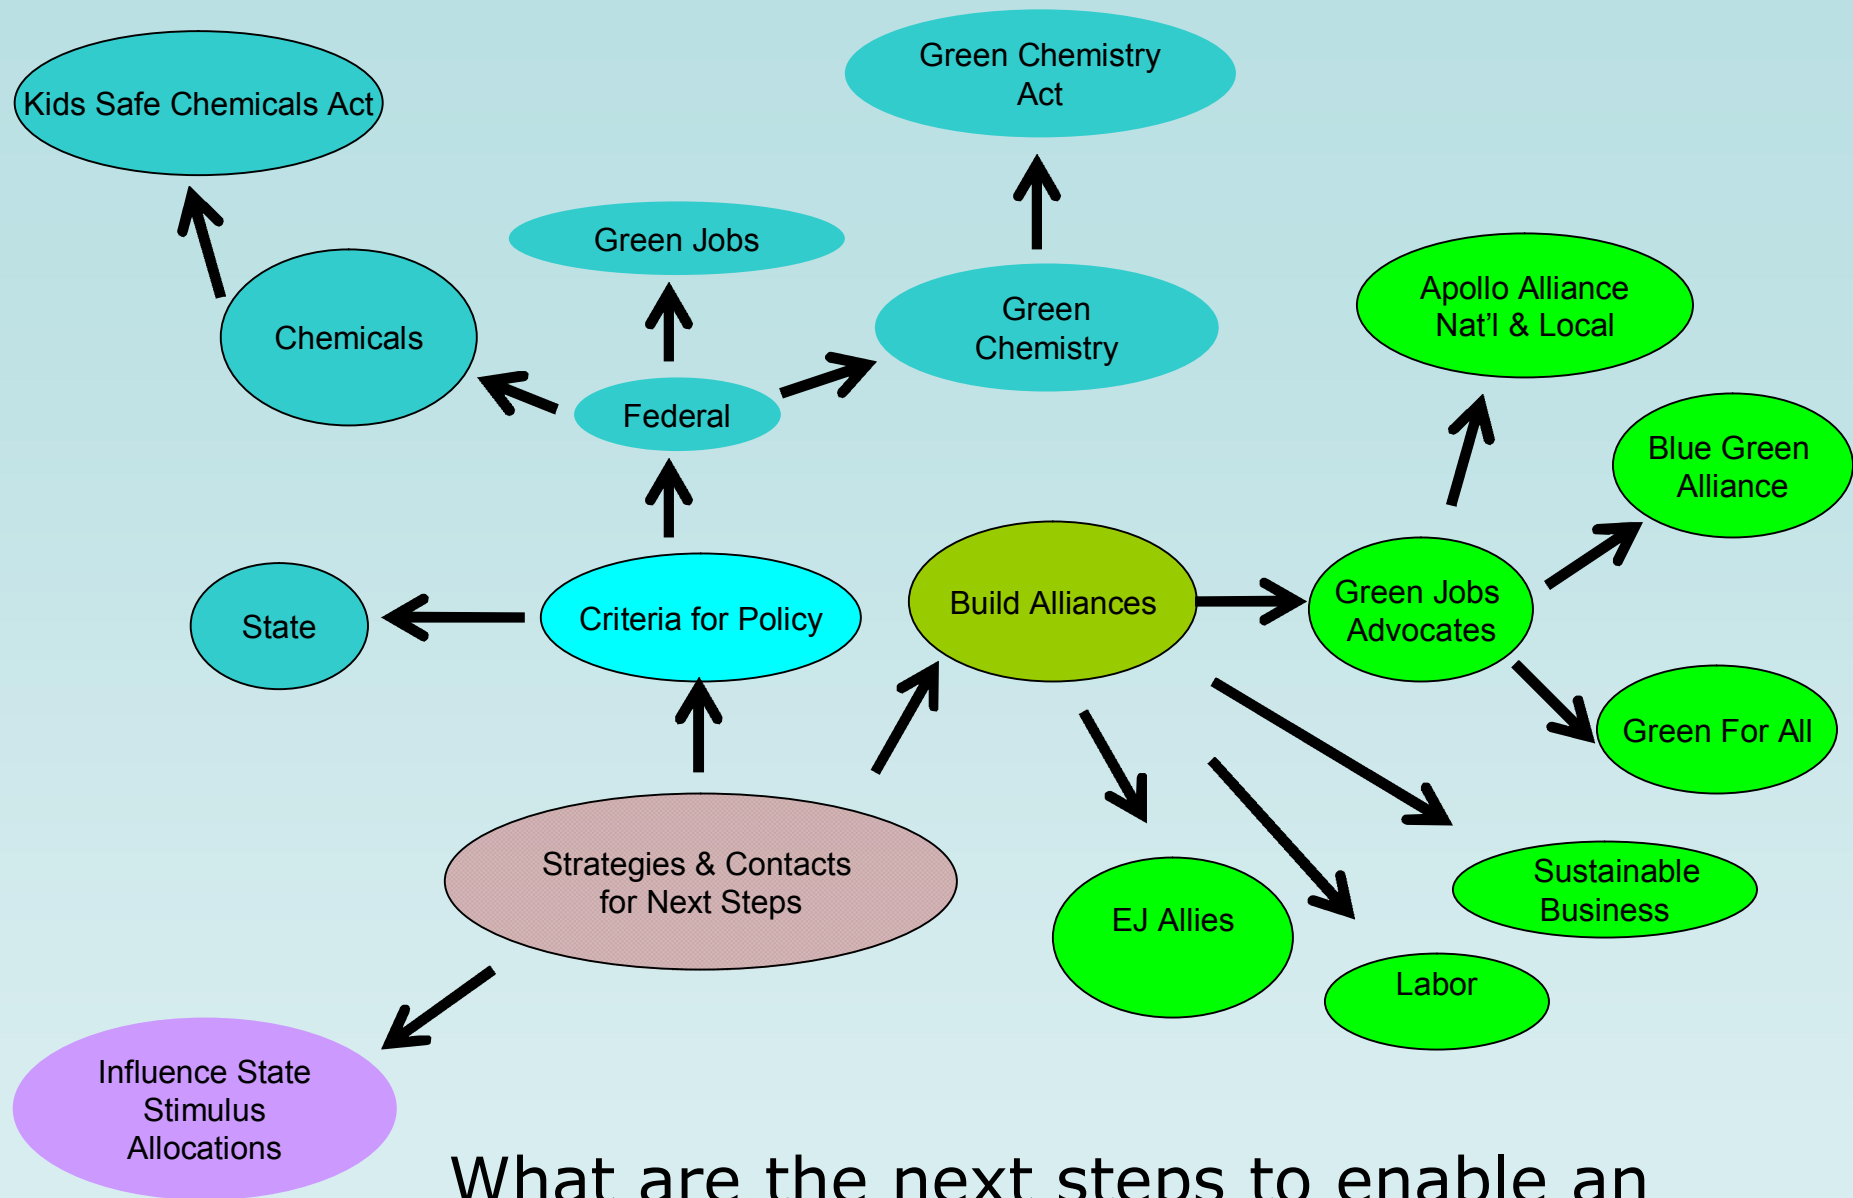 Green Chemistry
Act
Kids Safe Chemicals Act
Green Jobs
Apollo Alliance
Nat'l & Local
Green
Chemistry
Chemicals
Federal
Blue Green
Alliance
Green Jobs
Advocates
Build Alliances
Criteria for Policy
State
Green For All
Strategies & Contacts
for Next Steps
Sustainable
Business
EJ Allies
Labor
Influence State
Stimulus
Allocations
What are the next steps to enable an